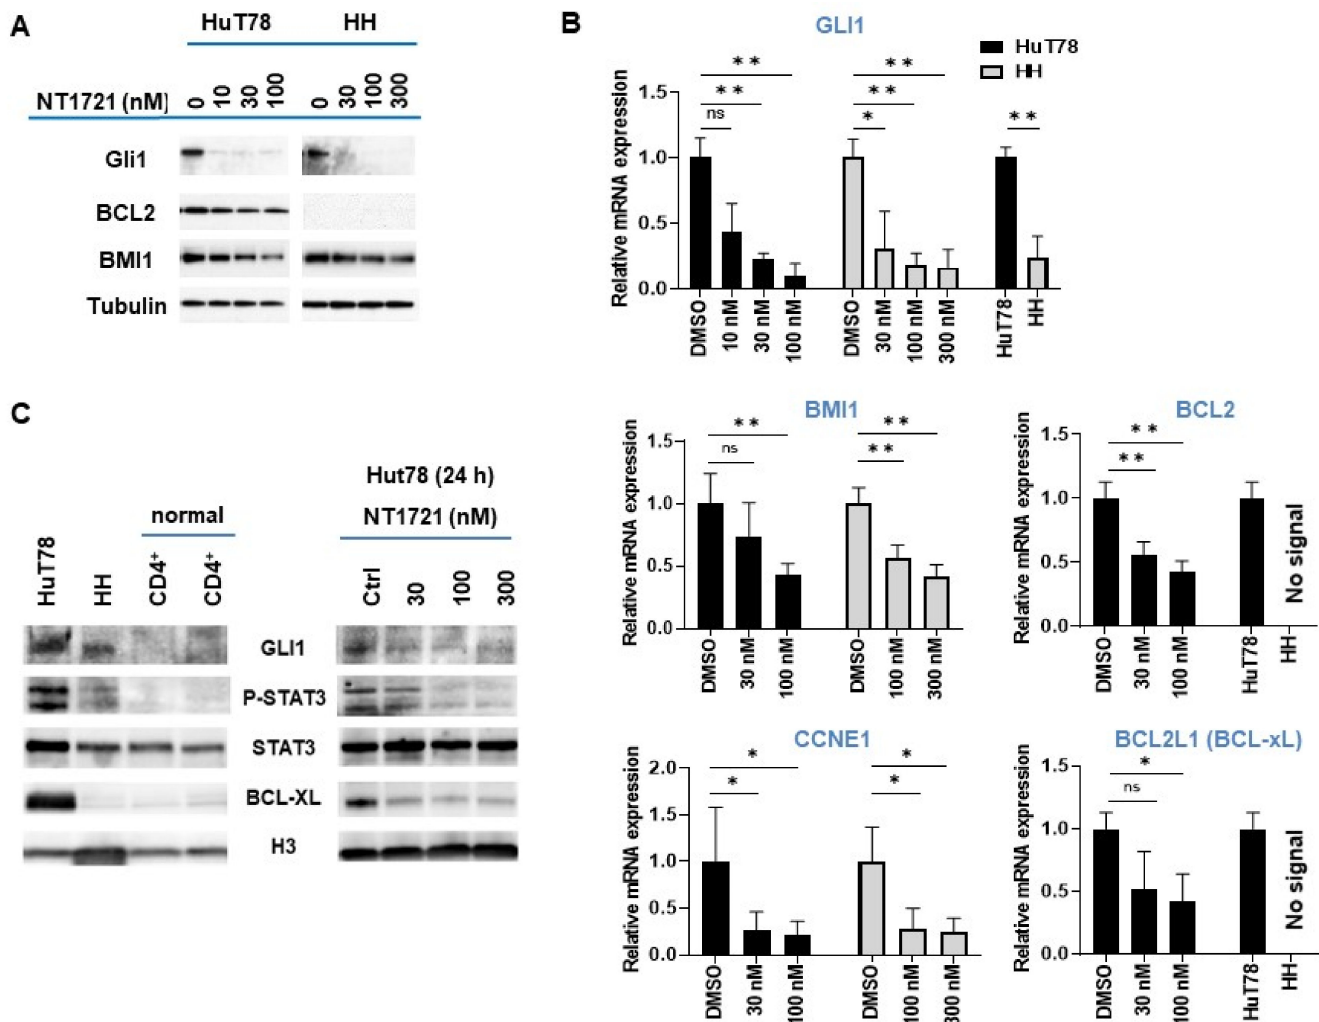 A
HuT78 HH
NT1721 (nM)
0 10 30 100 0 30 100 300
Gli1
BCL2
BMI1
Tubulin
B
GLI1
HuT78
HH
Relative mRNA expression
1.5
1.0
0.5
0.0
ns ** **
* ** **
**
DMSO 10 nM 30 nM 100 nM DMSO 30 nM 100 nM 300 nM HuT78 HH
BMI1
Relative mRNA expression
1.5
1.0
0.5
0.0
ns **
** **
DMSO 30 nM 100 nM DMSO 100 nM 300 nM
BCL2
Relative mRNA expression
1.5
1.0
0.5
0.0
** **
No signal
DMSO 30 nM 100 nM HuT78 HH
C
normal
HuT78 HH CD4+ CD4+
Hut78 (24 h)
NT1721 (nM)
Ctrl 30 100 300
GLI1
P-STAT3
STAT3
BCL-XL
H3
CCNE1
Relative mRNA expression
2.0
1.5
1.0
0.5
0.0
* *
* *
DMSO 30 nM 100 nM DMSO 100 nM 300 nM
BCL2L1 (BCL-xL)
Relative mRNA expression
1.5
1.0
0.5
0.0
ns *
No signal
DMSO 30 nM 100 nM HuT78 HH